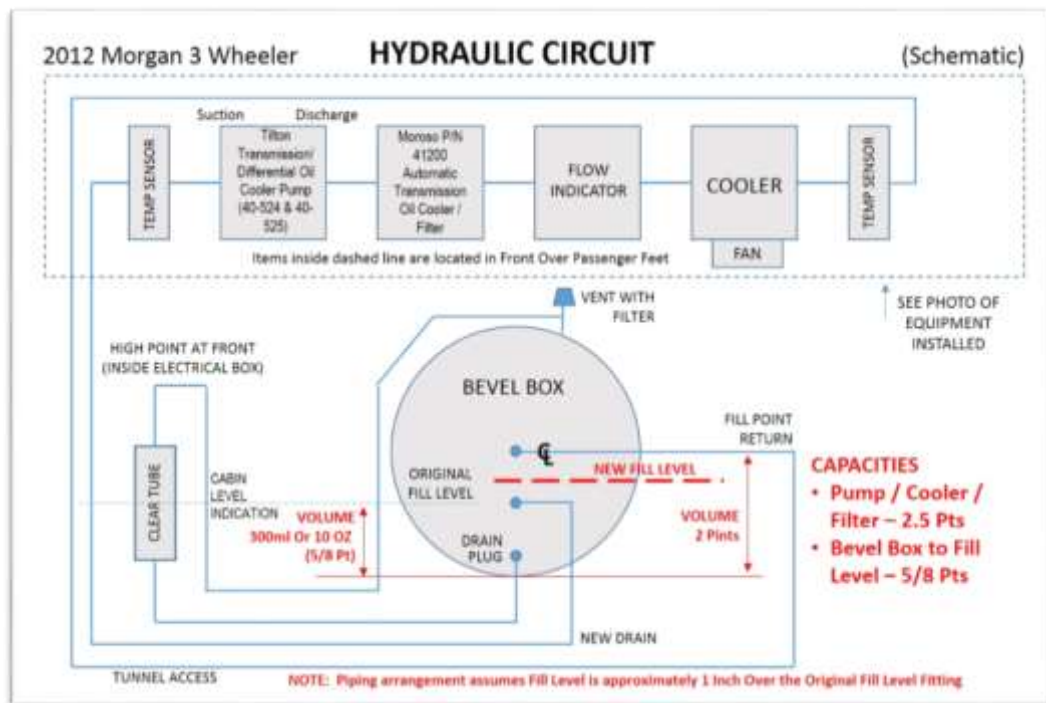 2012 Morgan 3 Wheeler
HYDRAULIC CIRCUIT
(Schematic)
Suction
Discharge
TEMP SENSOR
Tilton
Transmission/
Differential Oil
Cooler Pump
(40-524 & 40-
525)
Moroso P/N
41200
Automatic
Transmission
Oil Cooler /
Filter
FLOW
INDICATOR
COOLER
FAN
TEMP SENSOR
Items inside dashed line are located in Front Over Passenger Feet
VENT WITH
FILTER
SEE PHOTO OF
EQUIPMENT
INSTALLED
HIGH POINT AT FRONT
(INSIDE ELECTRICAL BOX)
BEVEL BOX
FILL POINT
RETURN
℄
NEW FILL LEVEL
CLEAR TUBE
CABIN
LEVEL
INDICATION
ORIGINAL
FILL LEVEL
VOLUME
300ml Or 10 OZ
(5/8 Pt)
DRAIN
PLUG
VOLUME
2 Pints
CAPACITIES
• Pump / Cooler /
Filter – 2.5 Pts
• Bevel Box to Fill
Level – 5/8 Pts
NEW DRAIN
TUNNEL ACCESS
NOTE: Piping arrangement assumes Fill Level is approximately 1 Inch Over the Original Fill Level Fitting